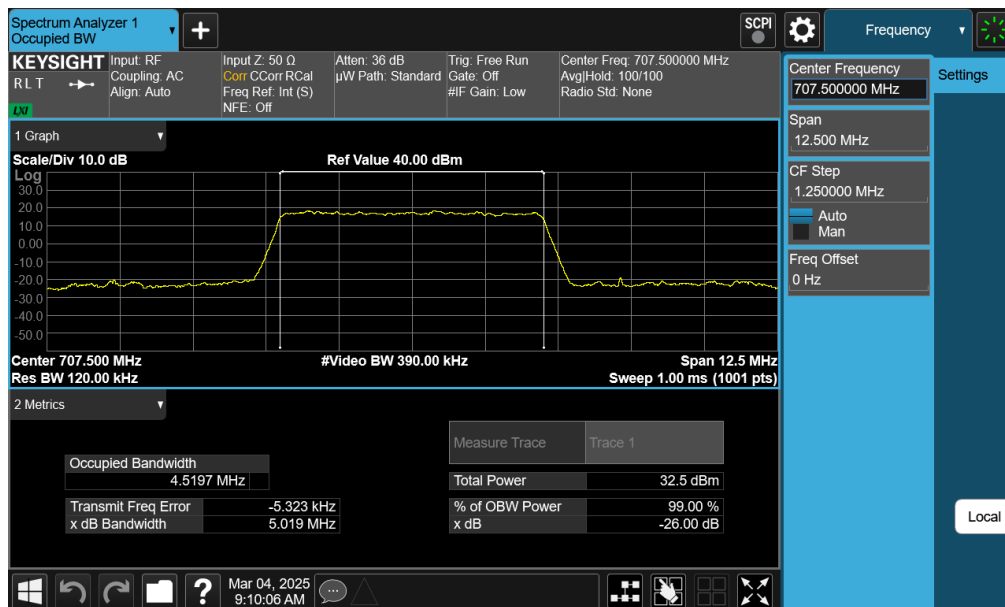 Spectrum Analyzer 1
Occupied BW
+
SCPI
Frequency
KEYSIGHT
R L T
LXI
Input: RF
Coupling: AC
Align: Auto
Input Z: 50 Ω
Corr CCorr RCal
Freq Ref: Int (S)
NFE: Off
Atten: 36 dB
µW Path: Standard
Trig: Free Run
Gate: Off
#IF Gain: Low
Center Freq: 707.500000 MHz
Avg|Hold: 100/100
Radio Std: None
Center Frequency
707.500000 MHz
Settings
Span
12.500 MHz
CF Step
1.250000 MHz
Auto
Man
Freq Offset
0 Hz
Local
1 Graph
Scale/Div 10.0 dB
Ref Value 40.00 dBm
Log
30.0
20.0
10.0
0.00
-10.0
-20.0
-30.0
-40.0
-50.0
Center 707.500 MHz
#Video BW 390.00 kHz
Span 12.5 MHz
Res BW 120.00 kHz
Sweep 1.00 ms (1001 pts)
2 Metrics
Measure Trace Trace 1
Occupied Bandwidth
4.5197 MHz
Total Power 32.5 dBm
Transmit Freq Error -5.323 kHz
% of OBW Power 99.00 %
x dB Bandwidth 5.019 MHz
x dB -26.00 dB
?
Mar 04, 2025
9:10:06 AM